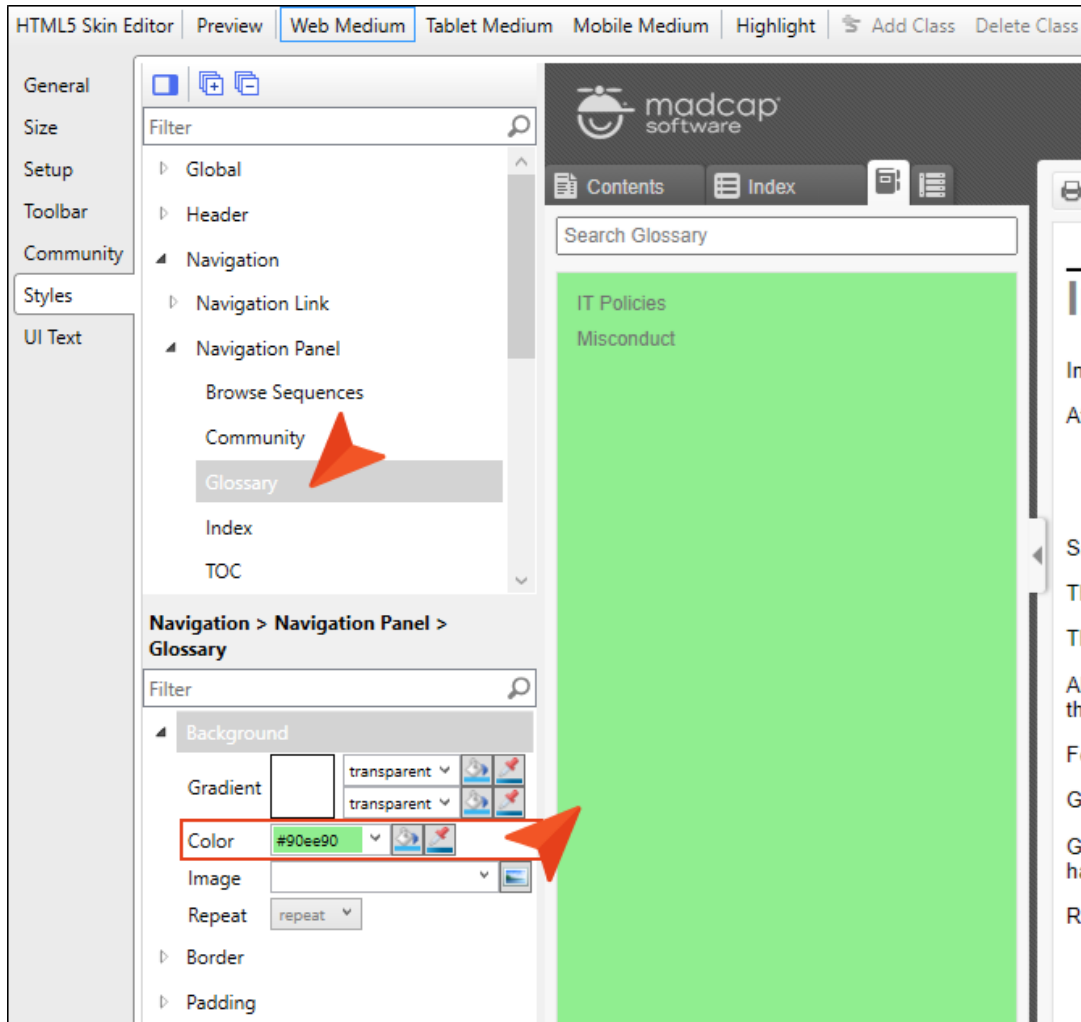 HTML5 Skin Editor Preview Web Medium Tablet Medium Mobile Medium Highlight Add Class Delete Class
General
Size
Setup
Toolbar
Community
Styles
UI Text
Filter
Global
Header
Navigation
Navigation Link
Navigation Panel
Browse Sequences
Community
Glossary
Index
TOC
Navigation > Navigation Panel >
Glossary
Filter
Background
Gradient
transparent
transparent
Color #90ee90
Image
Repeat repeat
Border
Padding
madcap
software
Contents Index
Search Glossary
IT Policies
Misconduct